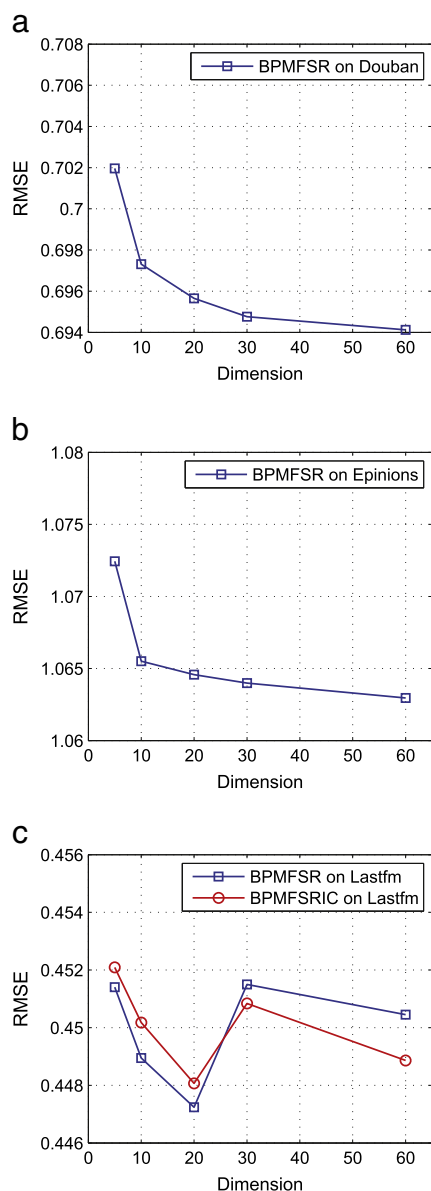 a
0.708
0.706
0.704
0.702
0.7
0.698
0.696
0.694
RMSE
BPMFSR on Douban
0 10 20 30 40 50 60
Dimension
b
1.08
1.075
1.07
1.065
1.06
RMSE
BPMFSR on Epinions
0 10 20 30 40 50 60
Dimension
c
0.456
0.454
0.452
0.45
0.448
0.446
RMSE
BPMFSR on Lastfm
BPMFSRIC on Lastfm
0 10 20 30 40 50 60
Dimension